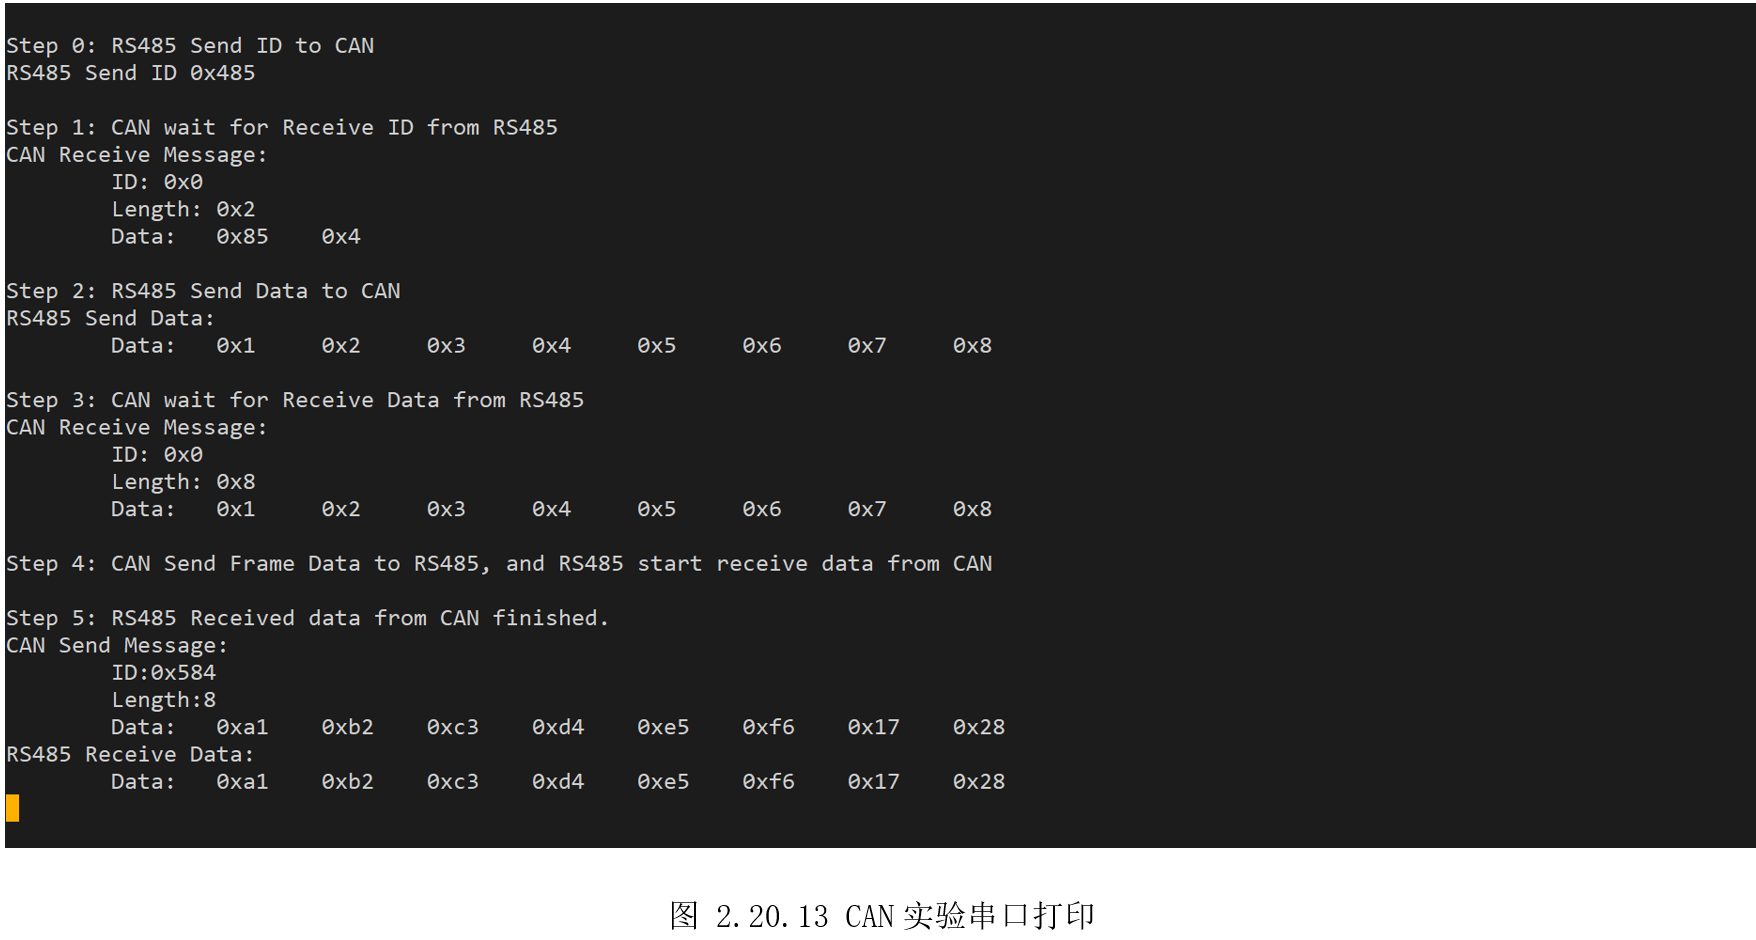 Step 0: RS485 Send ID to CAN
RS485 Send ID 0x485
Step 1: CAN wait for Receive ID from RS485
CAN Receive Message:
ID: 0x0
Length: 0x2
Data: 0x85 0x4
Step 2: RS485 Send Data to CAN
RS485 Send Data:
Data: 0x1 0x2 0x3 0x4 0x5 0x6 0x7 0x8
Step 3: CAN wait for Receive Data from RS485
CAN Receive Message:
ID: 0x0
Length: 0x8
Data: 0x1 0x2 0x3 0x4 0x5 0x6 0x7 0x8
Step 4: CAN Send Frame Data to RS485, and RS485 start receive data from CAN
Step 5: RS485 Received data from CAN finished.
CAN Send Message:
ID:0x584
Length:8
Data: 0xa1 0xb2 0xc3 0xd4 0xe5 0xf6 0x17 0x28
RS485 Receive Data:
Data: 0xa1 0xb2 0xc3 0xd4 0xe5 0xf6 0x17 0x28
图 2.20.13 CAN 实验串口打印